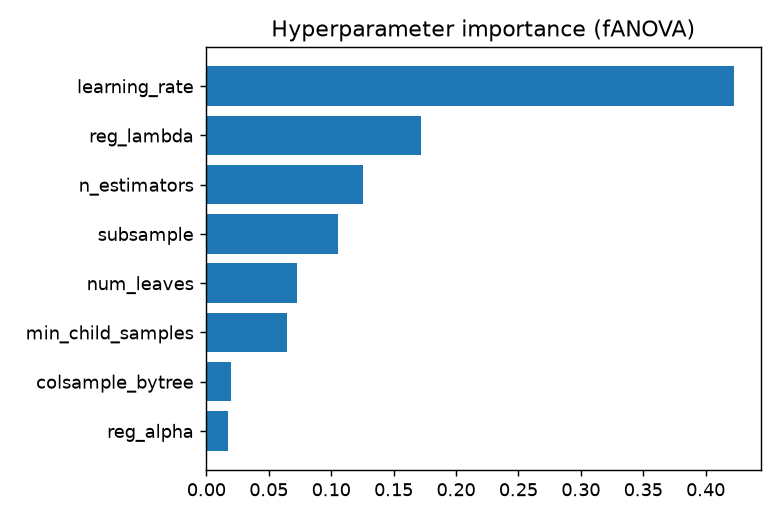 Hyperparameter importance (fANOVA)
learning_rate
reg_lambda
n_estimators
subsample
num_leaves
min_child_samples
colsample_bytree
reg_alpha
0.00 0.05 0.10 0.15 0.20 0.25 0.30 0.35 0.40